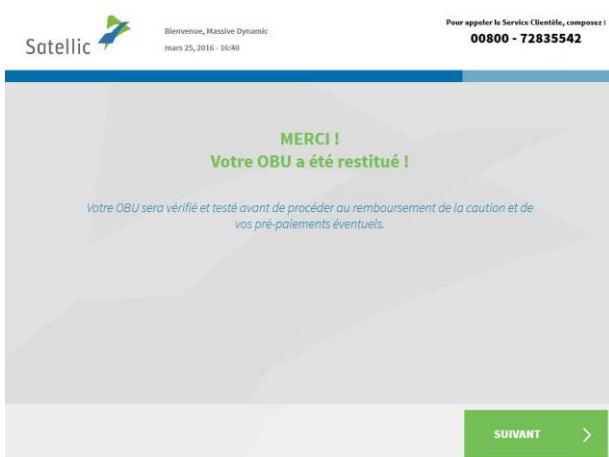 Satellic
Bienvenue, Massive Dynamic
mars 25, 2016 - 16:40
Pour appeler le Service Clientèle, composez !
00800 - 72835542
MERCI !
Votre OBU a été restitué !
Votre OBU sera vérifié et testé avant de procéder au remboursement de la caution et de
vos pré-paiements éventuels.
SUIVANT